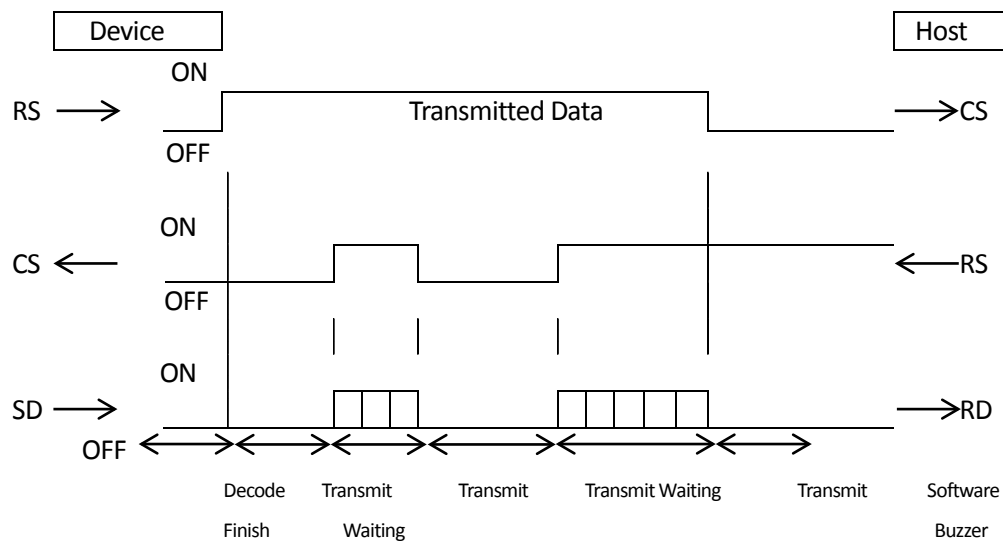 Device Host
ON
RS Transmitted Data CS
OFF
ON
CS RS
OFF
ON
SD RD
OFF
Decode Transmit Transmit Transmit Waiting Transmit Software
Finish Waiting Buzzer